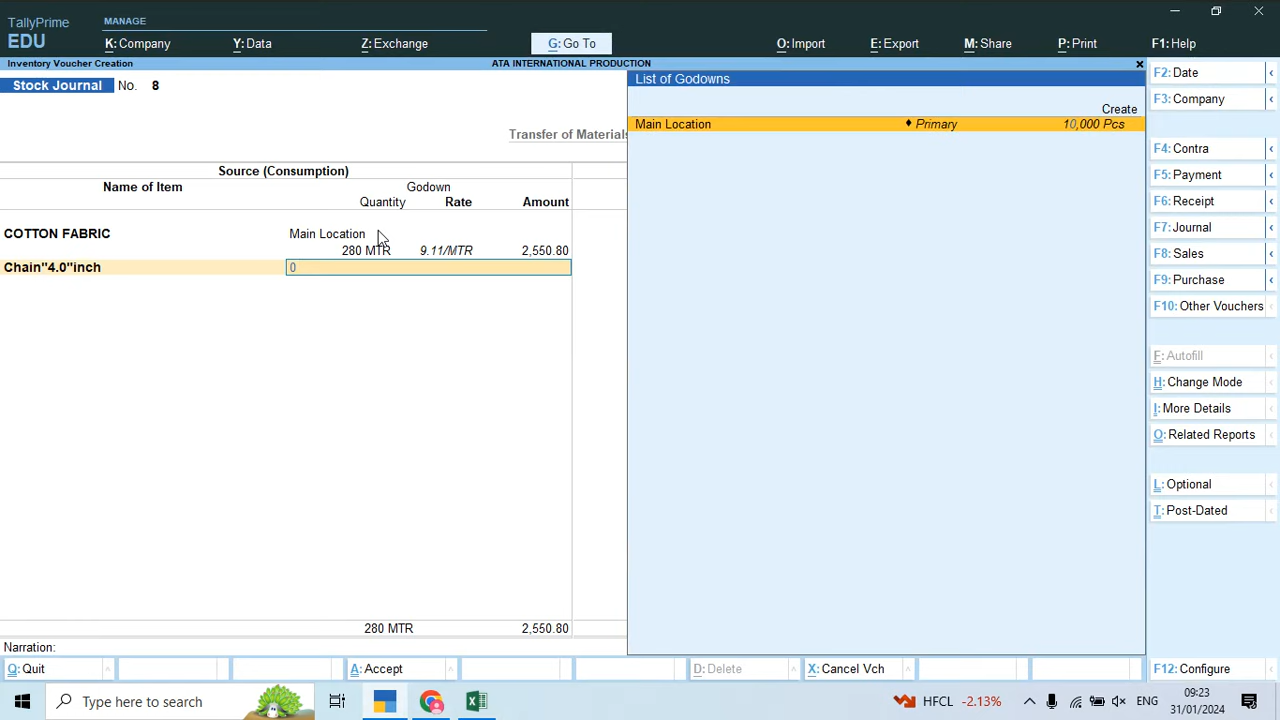 TallyPrime
EDU
MANAGE
K: Company
Y: Data
Z: Exchange
G: Go To
O: Import
E: Export
M: Share
P: Print
F1: Help
Inventory Voucher Creation
ATA INTERNATIONAL PRODUCTION
Stock Journal No. 8
Transfer of Materials
Source (Consumption)
Name of Item
Godown
Quantity Rate Amount
COTTON FABRIC Main Location
280 MTR 9.11/MTR 2,550.80
Chain"4.0"inch 0
280 MTR 2,550.80
Narration:
List of Godowns
Create
Main Location ♦ Primary 10,000 Pcs
F2: Date
F3: Company
F4: Contra
F5: Payment
F6: Receipt
F7: Journal
F8: Sales
F9: Purchase
F10: Other Vouchers
F: Autofill
H: Change Mode
I: More Details
O: Related Reports
L: Optional
T: Post-Dated
Q: Quit
A: Accept
D: Delete
X: Cancel Vch
F12: Configure
Type here to search
HFCL -2.13%
ENG
09:23
31/01/2024